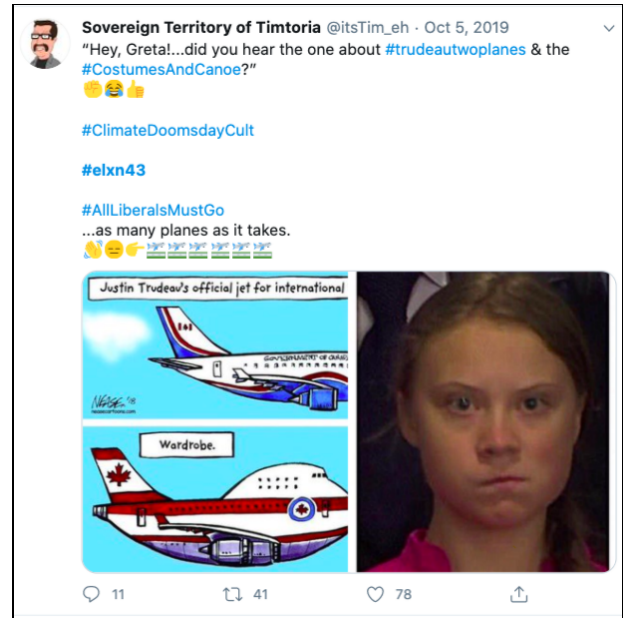 Sovereign Territory of Timtoria @itsTim_eh · Oct 5, 2019
“Hey, Greta!...did you hear the one about #trudeautwoplanes & the
#CostumesAndCanoe?”
#ClimateDoomsdayCult
#elxn43
#AllLiberalsMustGo
...as many planes as it takes.
Justin Trudeau's official jet for international
GOVERNMENT OF
Wardrobe.
11 41 78